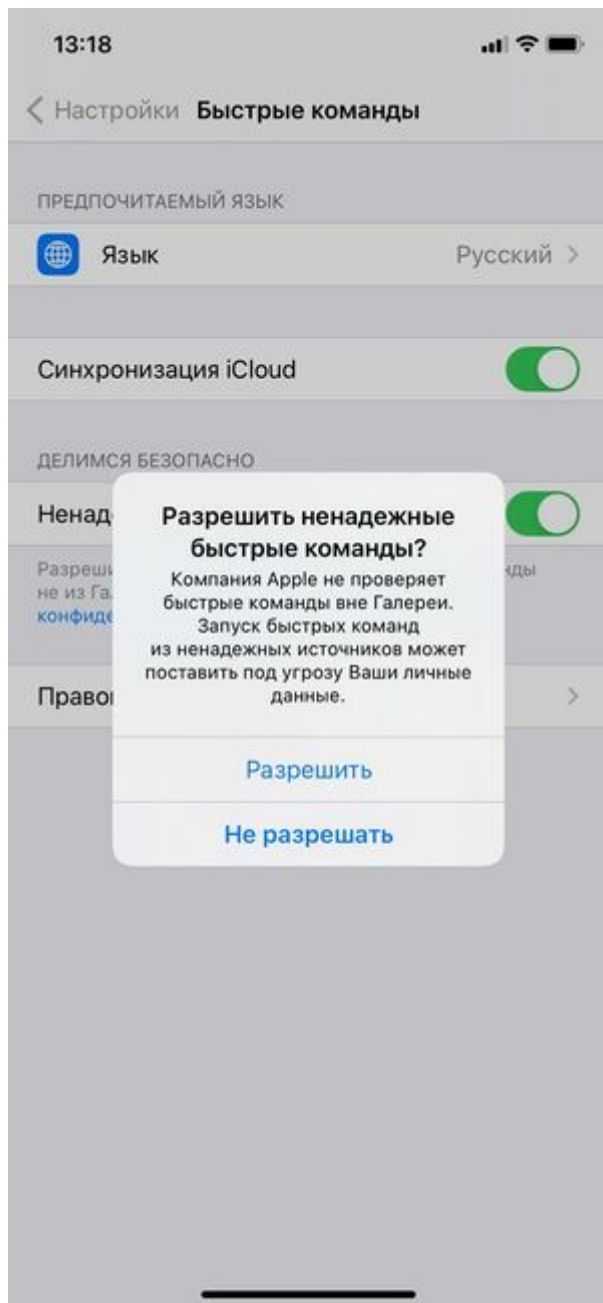 13:18
Настройки Быстрые команды
ПРЕДПОЧИТАЕМЫЙ ЯЗЫК
Язык Русский
Синхронизация iCloud
ДЕЛИМСЯ БЕЗОПАСНО
Разрешить ненадежные
быстрые команды?
Компания Apple не проверяет
быстрые команды вне Галереи.
Запуск быстрых команд
из ненадежных источников может
поставить под угрозу Ваши личные
данные.
Разрешить
Не разрешать